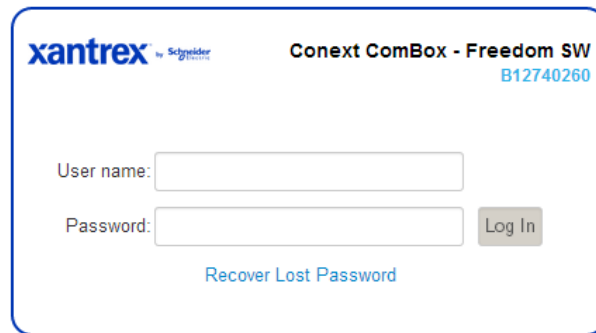 xantrex by Schneider Electric
Conext ComBox - Freedom SW
B12740260
User name:
Password:
Log In
Recover Lost Password